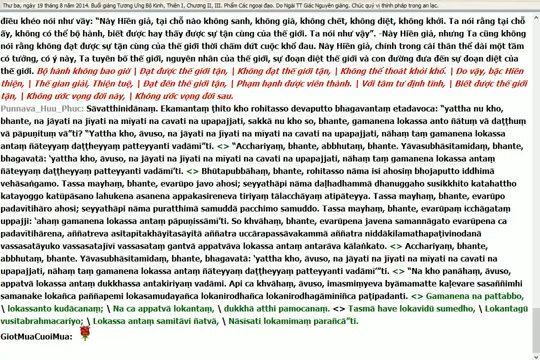 Thứ ba, ngày 19 tháng 8 năm 2014. Buổi giảng Tương Ưng Bộ Kinh, Thiên I, Chương II, III. Phẩm Các ngoại đạo. Do Ngài TT Giác Nguyên giảng. Chúc quý vị thính pháp trong an lạc.
điều khéo nói như vầy: “Này Hiền giả, tại chỗ nào không sanh, không già, không chết, không diệt, không khởi. Ta nói rằng tại chỗ
ấy, không có thể bộ hành, biết được hay thấy được sự tận cùng của thế giới. Ta nói như vậy”. -Này Hiền giả, nhưng Ta cũng không
nói rằng không đạt được sự tận cùng của thế giới thời chấm dứt cuộc khổ đau. Này Hiền giả, chính trong cái thân thể dài một tầm
có tưởng, có ý này, Ta tuyên bố thế giới, nguyên nhân của thế giới, sự đoạn diệt thế giới và con đường đưa đến sự đoạn diệt của
thế giới. Bộ hành không bao giờ | Đạt được thế giới tận, | Không đạt thế giới tận, | Không thể thoát khỏi khổ. | Do vậy, bậc Hiền
thiện, | Thế gian giải, Thiện tuệ, | Đạt đến thế giới tận, | Phạm hạnh được viên thành. | Với tâm tư định tĩnh, | Biết được thế giới
tận, | Không ước vọng đời này, | Không ước vọng đời sau.
Punnava_Huu_Phuc: Sāvatthinidānaṃ. Ekamantaṃ ṭhito kho rohitasso devaputto bhagavantaṃ etadavoca: “yattha nu kho,
bhante, na jāyati na jīyati na mīyati na cavati na upapajjati, sakkā nu kho so, bhante, gamanena lokassa anto ñātuṃ vā daṭṭhuṃ
vā pāpuṇituṃ vā”ti? “Yattha kho, āvuso, na jāyati na jīyati na mīyati na cavati na upapajjati, nāhaṃ taṃ gamanena lokassa
antaṃ ñāteyyaṃ daṭṭheyyaṃ patteyyanti vadāmi”ti. <> “Acchariyaṃ, bhante, abbhutaṃ, bhante. Yāvasubhāsitamidaṃ, bhante,
bhagavatā: ‘yattha kho, āvuso, na jāyati na jīyati na mīyati na cavati na upapajjati, nāhaṃ taṃ gamanena lokassa antaṃ
ñāteyyaṃ daṭṭheyyaṃ patteyyanti vadāmi’ti. <> “Bhūtapubbāhaṃ, bhante, rohitasso nāma isi ahosiṃ bhojaputto iddhimā
vehāsaṅgamo. Tassa mayhaṃ, bhante, evarūpo javo ahosi; seyyathāpi nāma daḷhadhammā dhanuggaho susikkhito katahattho
katayoggo katūpāsano lahukena asanena appakasireneva tiriyaṃ tālacchāyaṃ atipāteyya. Tassa mayhaṃ, bhante, evarūpo
padavītihāro ahosi; seyyathāpi nāma puratthimā samuddā pacchimo samuddo. Tassa mayhaṃ, bhante, evarūpaṃ icchāgataṃ
uppajji: ‘ahaṃ gamanena lokassa antaṃ pāpuṇissāmī’ti. So khvāhaṃ, bhante, evarūpena javena samannāgato evarūpena ca
padavītihārena, aññatreva asitapītakhāyitasāyitā aññatra uccārapassāvakammā aññatra niddākilamathapaṭivinodanā
vassasatāyuko vassasatajīvī vassasataṃ gantvā appatvāva lokassa antaṃ antarāva kālaṅkato. <> Acchariyaṃ, bhante,
abbhutaṃ, bhante. Yāvasubhāsitamidaṃ, bhante, bhagavatā: ‘yattha kho, āvuso, na jāyati na jīyati na mīyati na cavati na
upapajjati, nāhaṃ taṃ gamanena lokassa antaṃ ñāteyyaṃ daṭṭheyyaṃ patteyyanti vadāmi’”ti. <> “Na kho panāhaṃ, āvuso,
appatvā lokassa antaṃ dukkhassa antakiriyaṃ vadāmi. Api ca khvāhaṃ, āvuso, imasmiṃyeva byāmamatte kaḷevare sasaññimhi
samanake lokañca paññapemi lokasamudayañca lokanirodhañca lokanirodhagāminiñca paṭipadanti. <> Gamanena na pattabbo,
\ lokassanto kudācanaṃ; \ Na ca appatvā lokantaṃ, \ dukkhā atthi pamocanaṃ. <> Tasmā have lokavidū sumedho, \ Lokantagū
vusitabrahmacariyo; \ Lokassa antaṃ samitāvi ñatvā, \ Nāsīsati lokamimaṃ parañcā”ti.
GiotMuaCuoiMua: